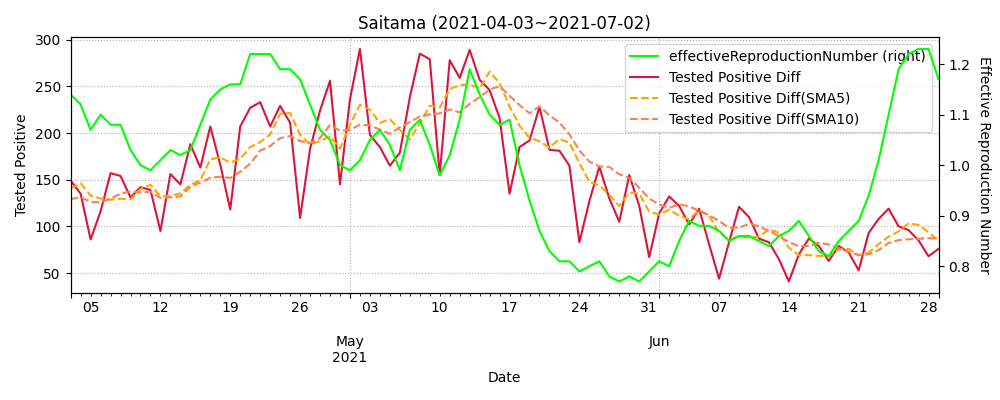 Saitama (2021-04-03~2021-07-02)
Tested Positive
300
250
200
150
100
50
effectiveReproductionNumber (right)
Tested Positive Diff
Tested Positive Diff(SMA5)
Tested Positive Diff(SMA10)
1.2
1.1
1.0
0.9
0.8
Effective Reproduction Number
05 12 19 26 03 10 17 24 31 07 14 21 28
May Jun
2021
Date